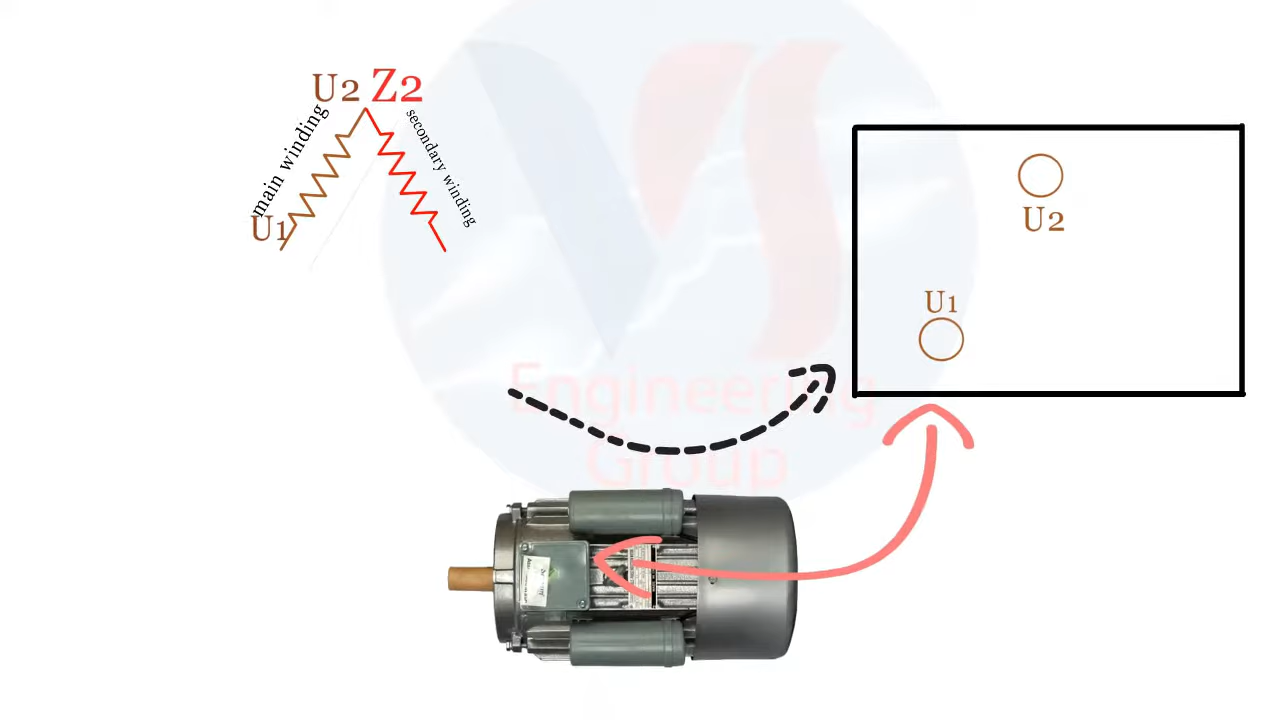 U2 Z2
main winding
secondary winding
U1
U2
U1
Engineering
Group